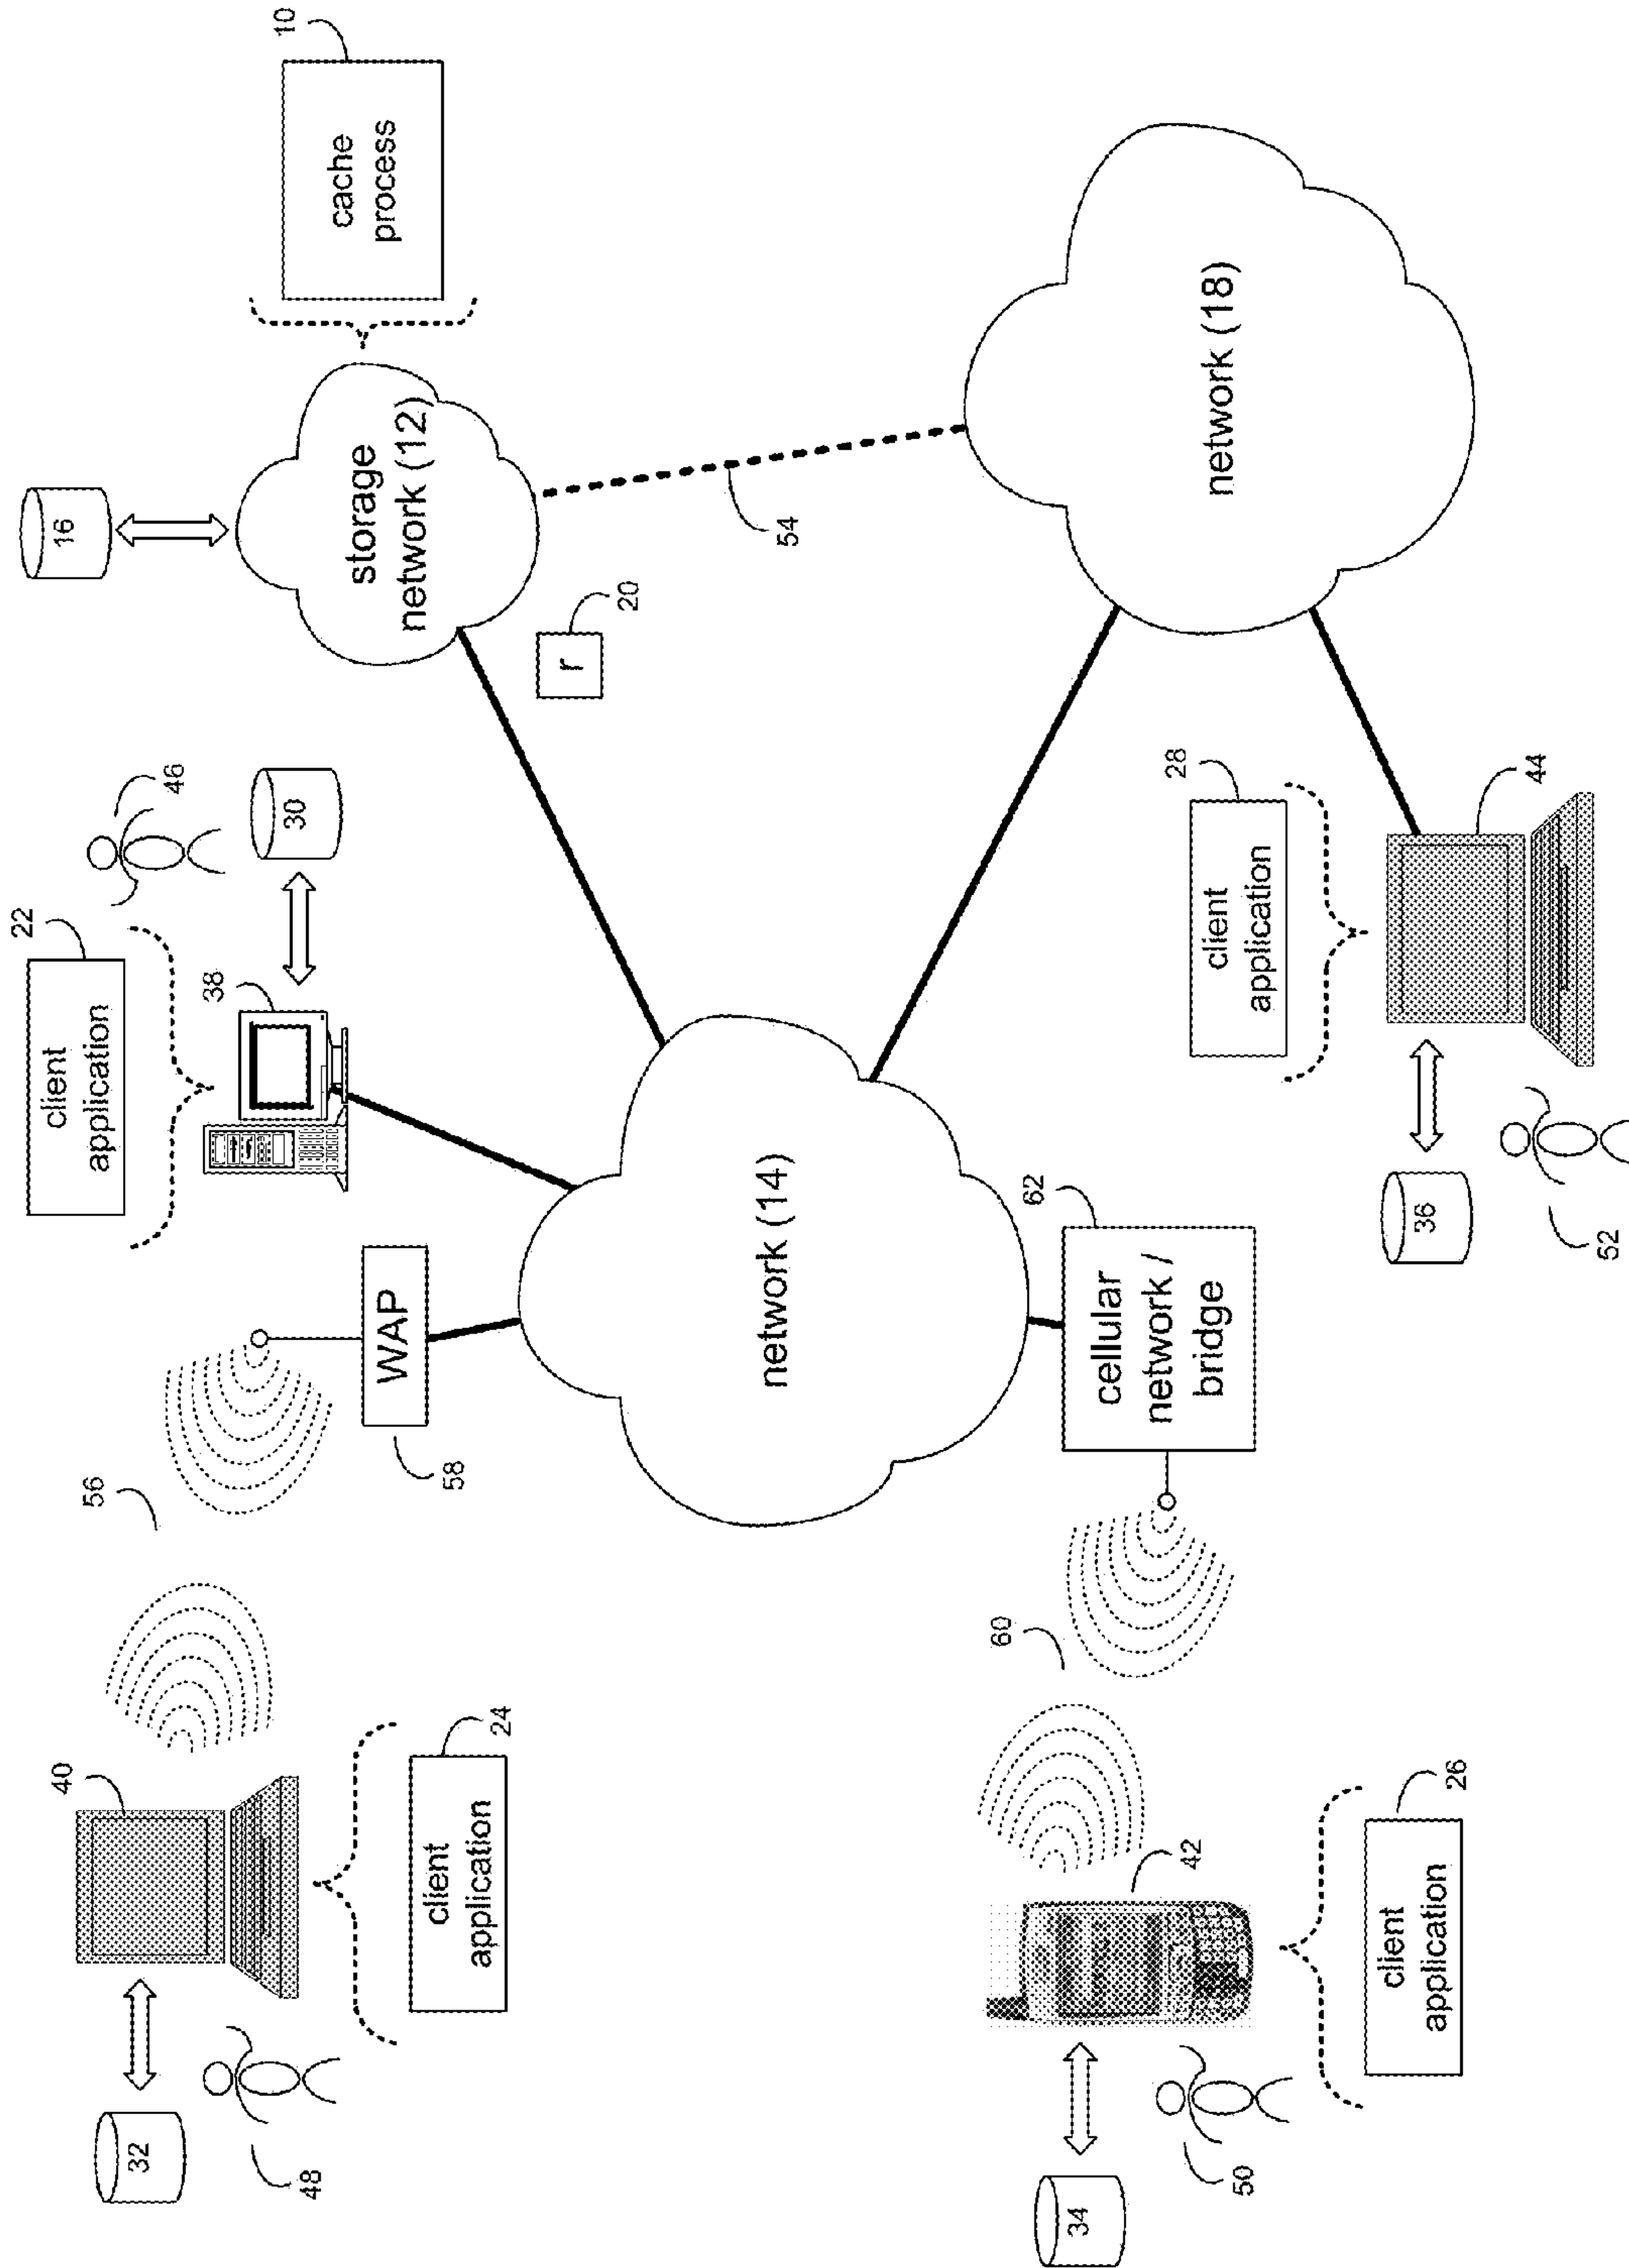 22
client
application
16
40
56
32
46
38
30
10
cache
process
48
storage
network (12)
WAP
58
24
client
application
r
20
network (14)
54
60
62
cellular
network /
bridge
34
42
50
28
client
application
network (18)
26
client
application
36
44
52